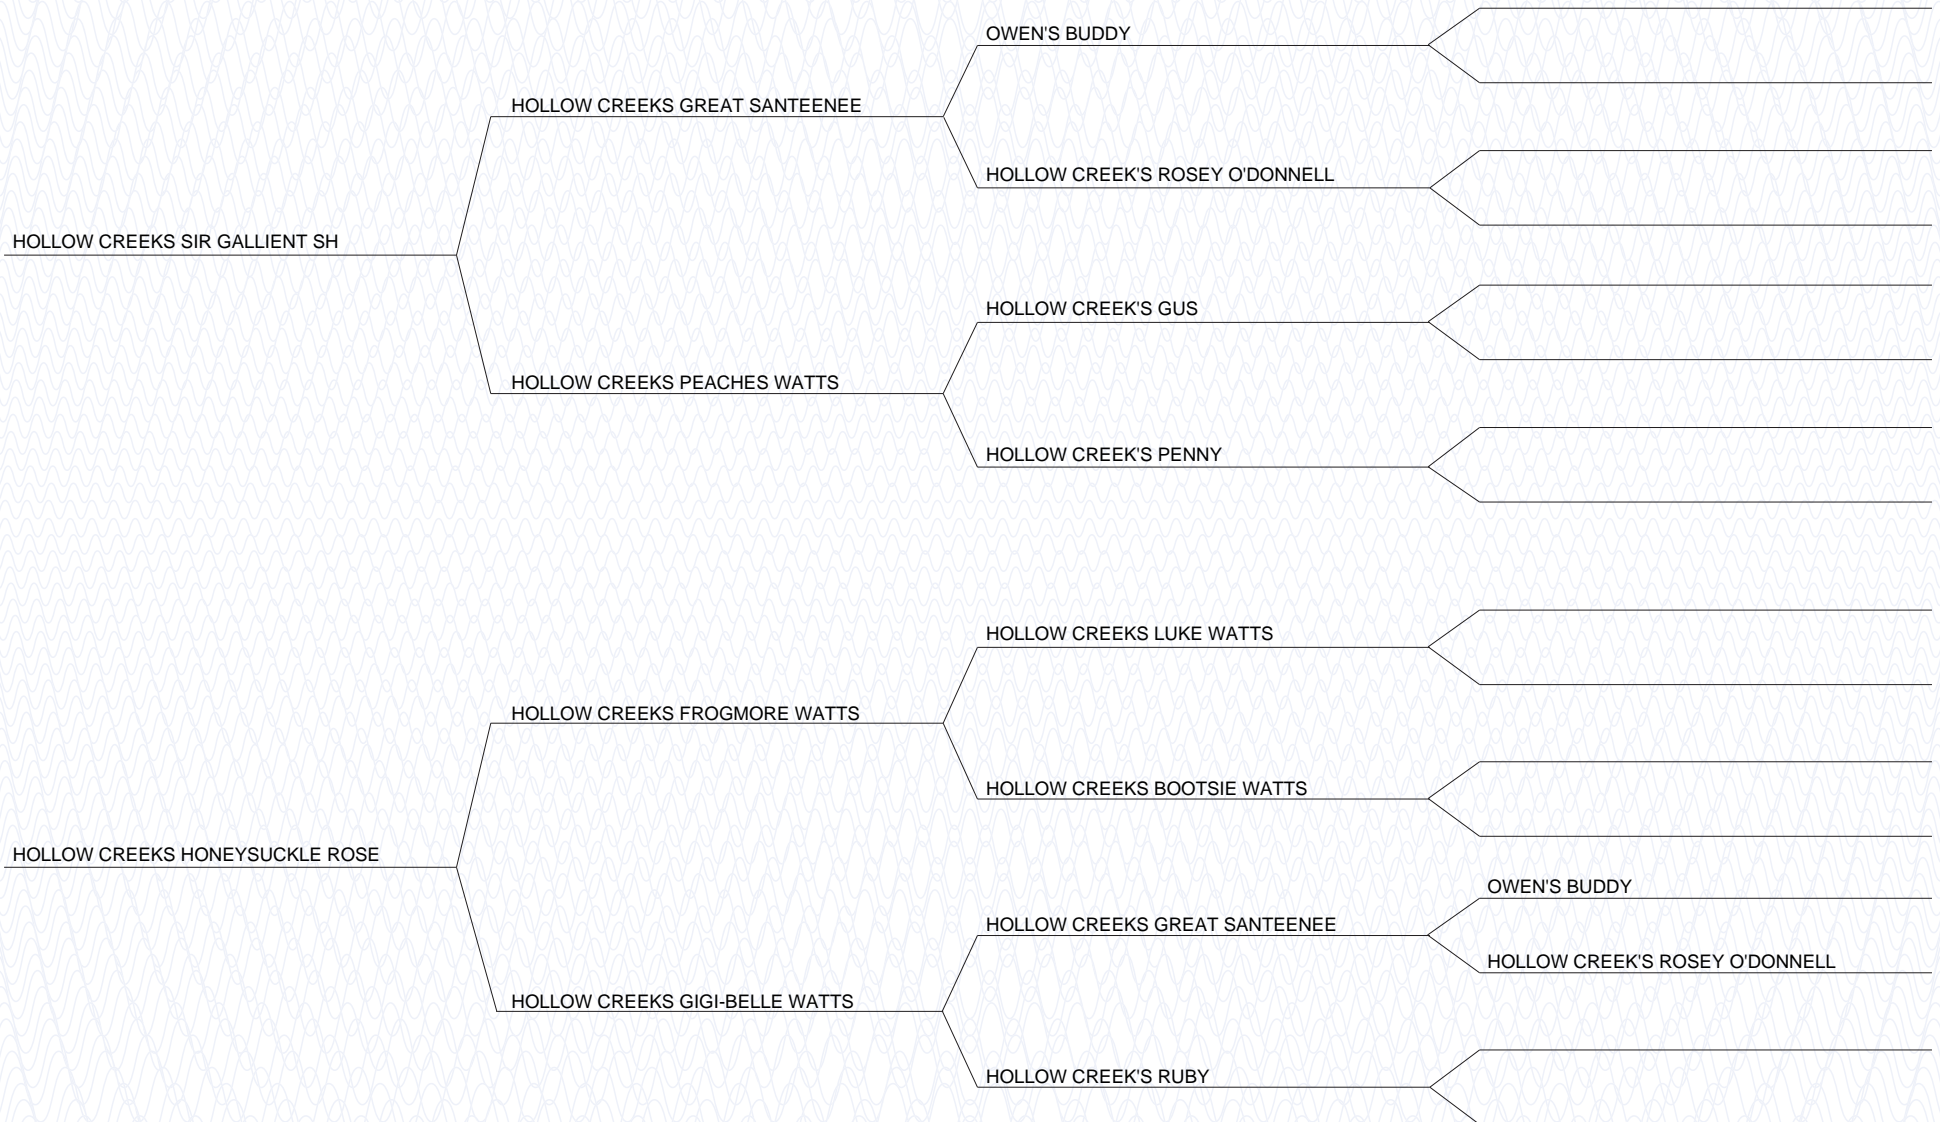 OWEN'S BUDDY
HOLLOW CREEKS GREAT SANTEENEE
HOLLOW CREEK'S ROSEY O'DONNELL
HOLLOW CREEKS SIR GALLIENT SH
HOLLOW CREEK'S GUS
HOLLOW CREEKS PEACHES WATTS
HOLLOW CREEK'S PENNY
HOLLOW CREEKS LUKE WATTS
HOLLOW CREEKS FROGMORE WATTS
HOLLOW CREEKS BOOTSIE WATTS
HOLLOW CREEKS HONEYSUCKLE ROSE
OWEN'S BUDDY
HOLLOW CREEKS GREAT SANTEENEE
HOLLOW CREEK'S ROSEY O'DONNELL
HOLLOW CREEKS GIGI-BELLE WATTS
HOLLOW CREEK'S RUBY